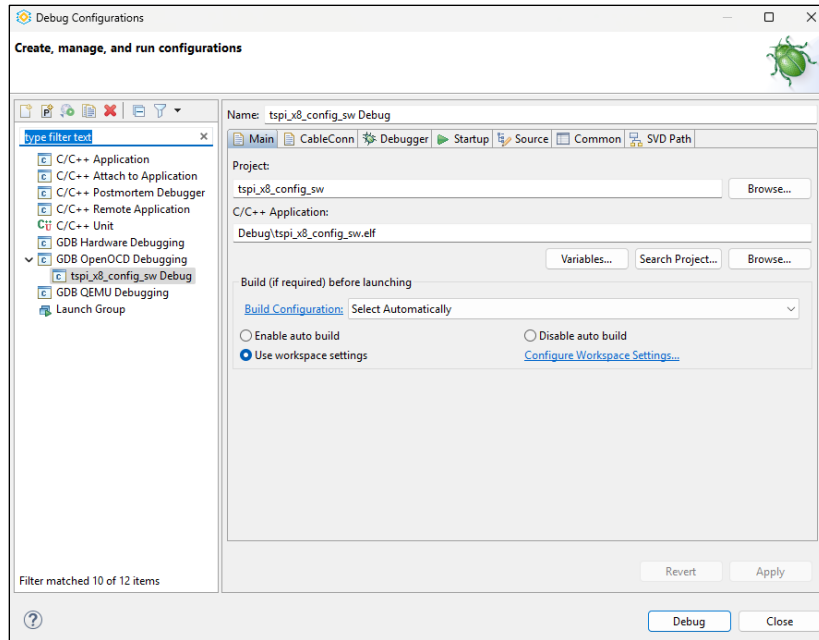 Debug Configurations
Create, manage, and run configurations
type filter text
C/C++ Application
C/C++ Attach to Application
C/C++ Postmortem Debugger
C/C++ Remote Application
C/C++ Unit
GDB Hardware Debugging
GDB OpenOCD Debugging
tspi_x8_config_sw Debug
GDB QEMU Debugging
Launch Group
Filter matched 10 of 12 items
Name: tspi_x8_config_sw Debug
Main CableConn Debugger Startup Source Common SVD Path
Project:
tspi_x8_config_sw Browse...
C/C++ Application:
Debug\tspi_x8_config_sw.elf
Variables... Search Project... Browse...
Build (if required) before launching
Build Configuration: Select Automatically
Enable auto build Disable auto build
Use workspace settings Configure Workspace Settings...
Revert Apply
Debug Close